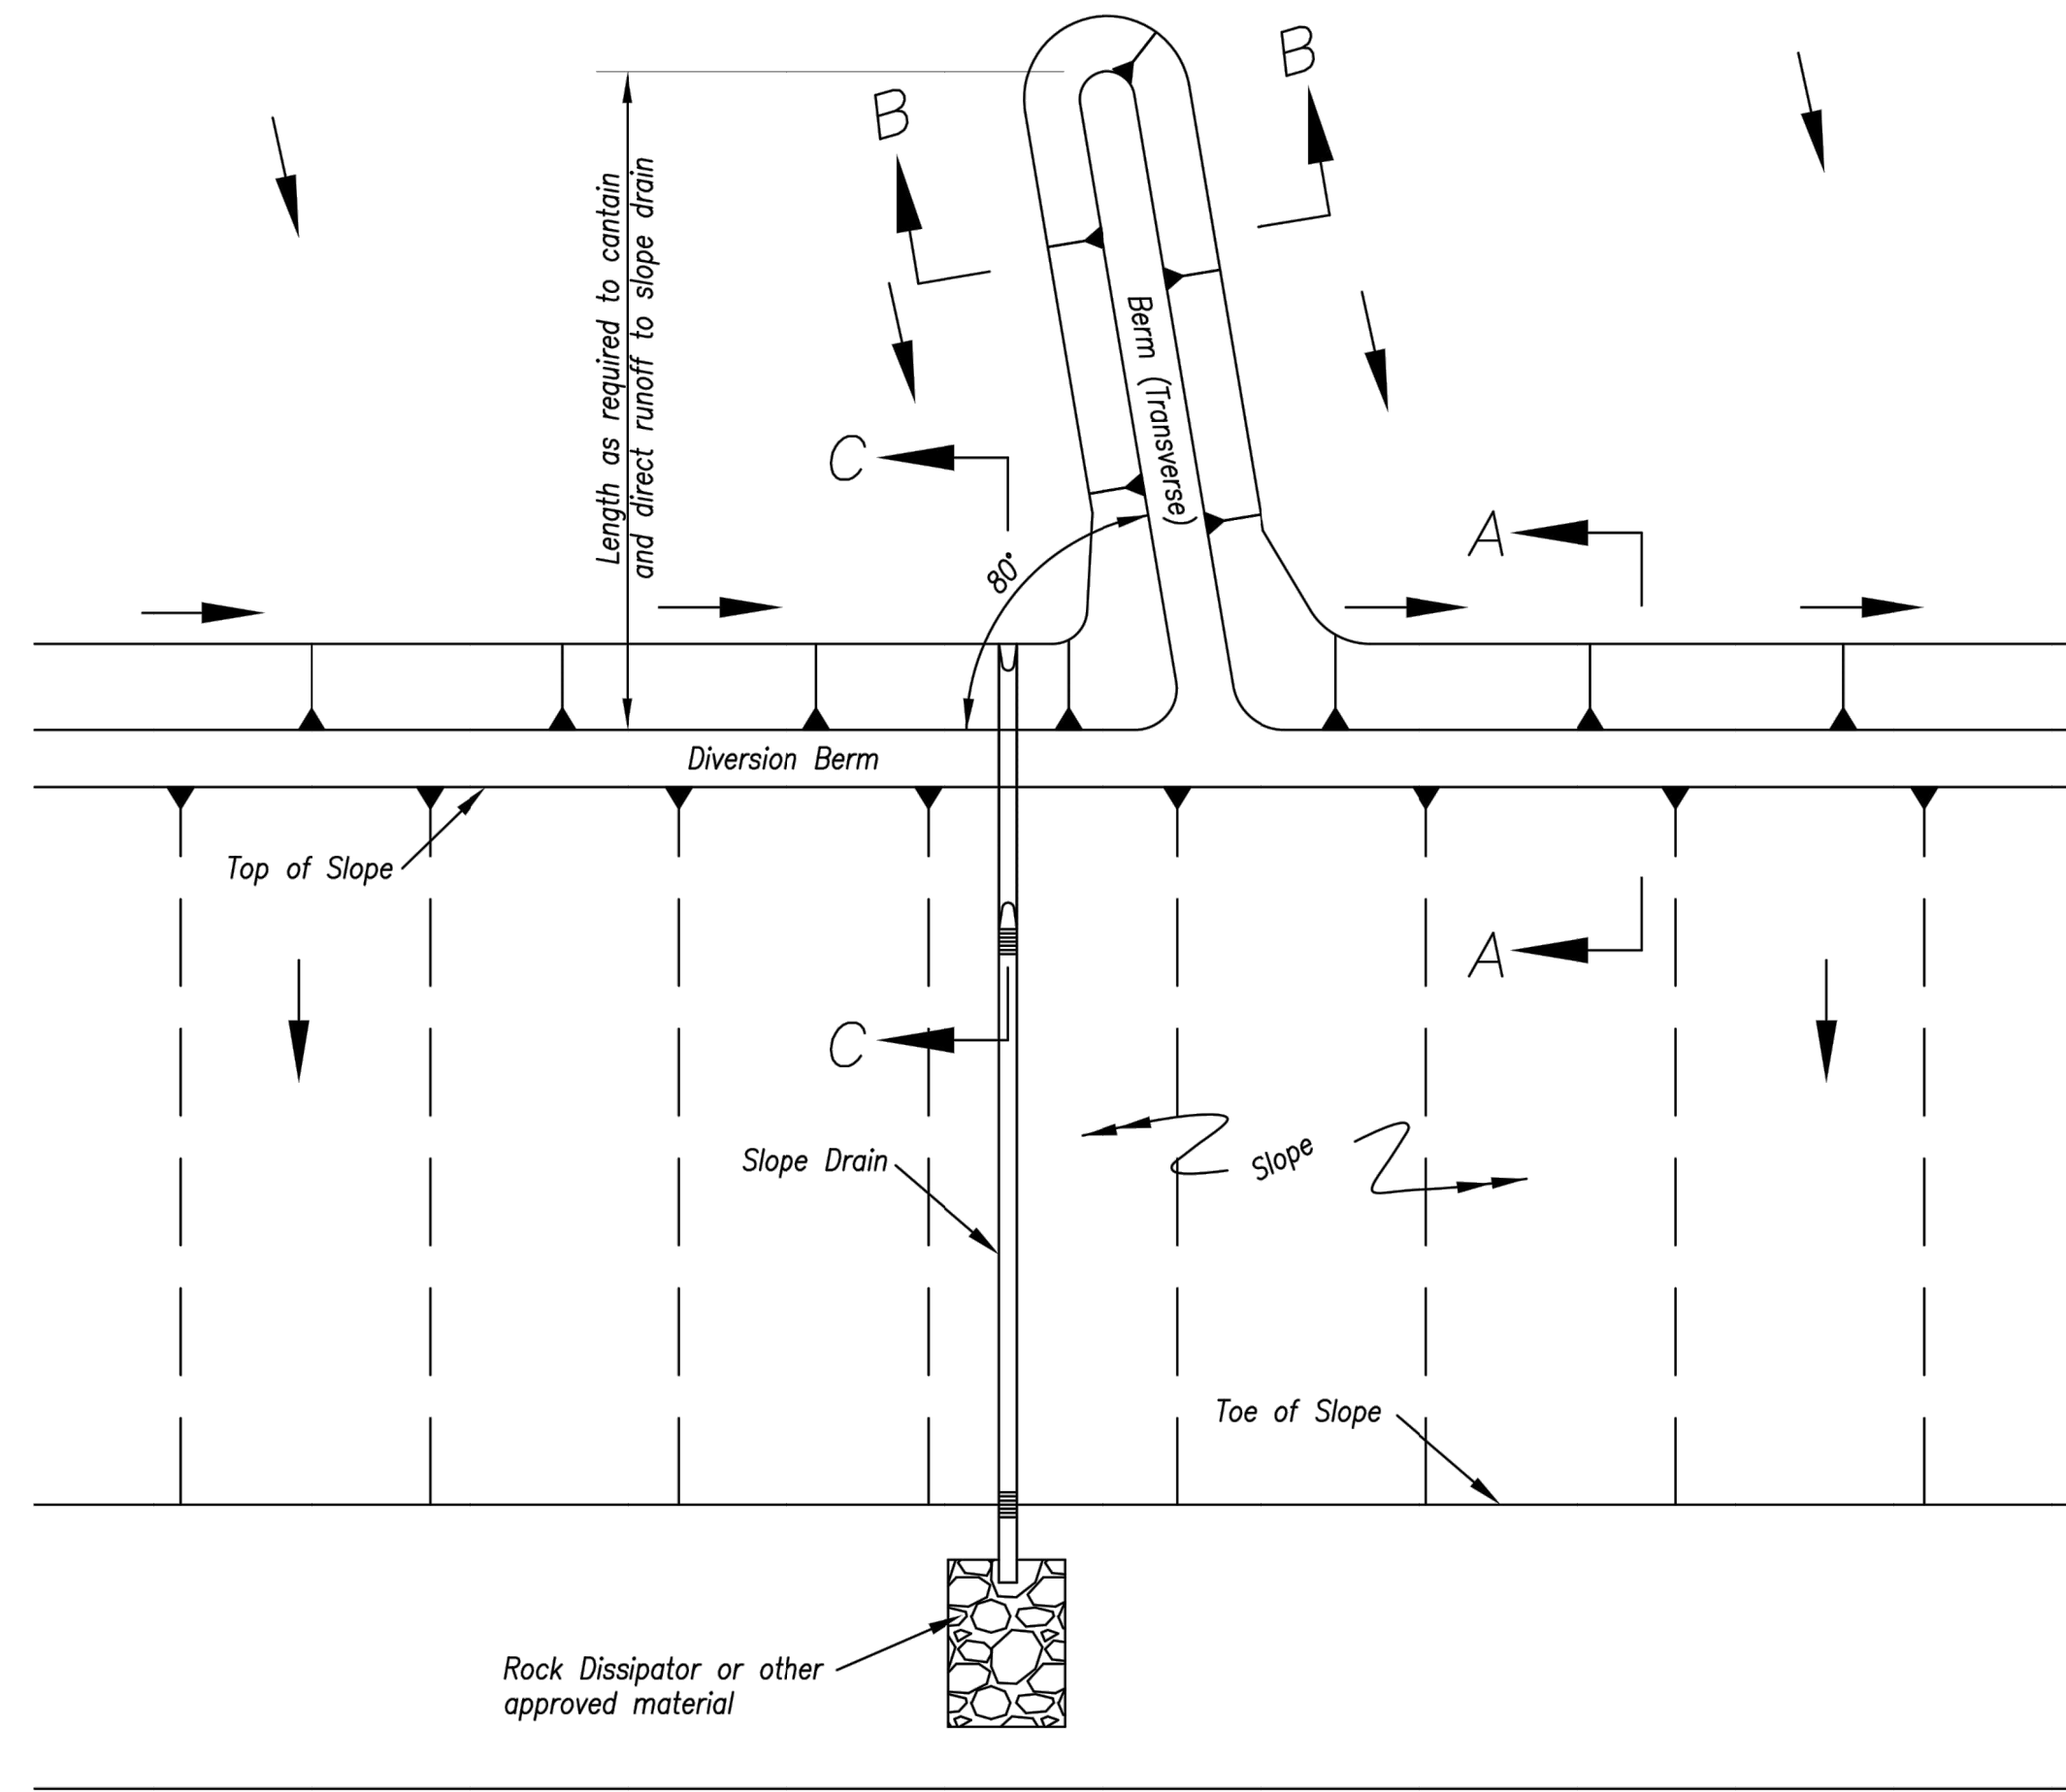 B
B
Length as required to cantain
and direct runoff to slope drain
Berm (Transverse)
C
A
80°
Diversion Berm
Top of Slope
A
C
Slope Drain
Slope
Toe of Slope
Rock Dissipator or other
approved material